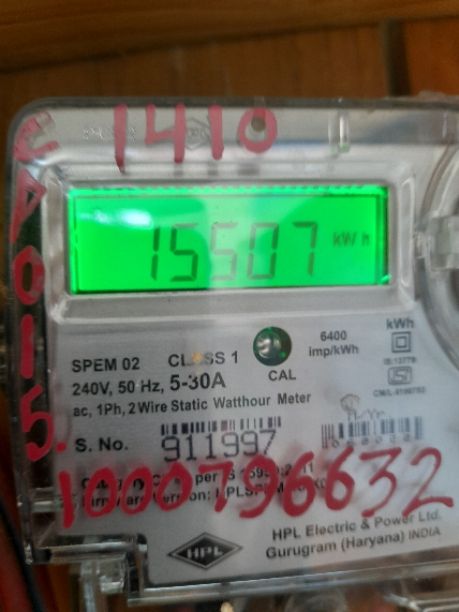 1410
15507 kWh
SPEM 02 CLASS 1
6400 imp/kWh
kWh
240V, 50 Hz, 5-30A
CAL
ac, 1Ph, 2 Wire Static Watthour Meter
S. No. 911997
1000796632
HPL Electric & Power Ltd.
Gurugram (Haryana) INDIA
HPL